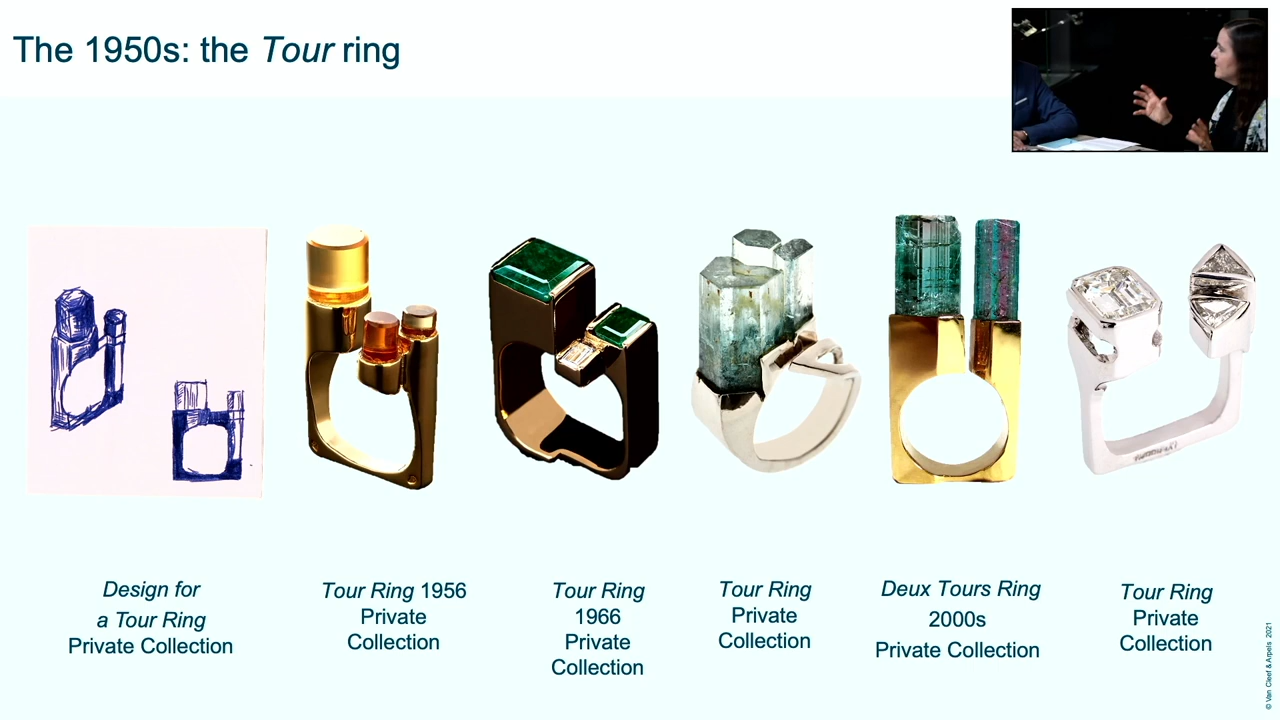 The 1950s: the Tour ring
Design for
a Tour Ring
Private Collection
Tour Ring 1956
Private
Collection
Tour Ring
1966
Private
Collection
Tour Ring
Private
Collection
Deux Tours Ring
2000s
Private Collection
Tour Ring
Private
Collection
© Van Cleef & Arpels 2021